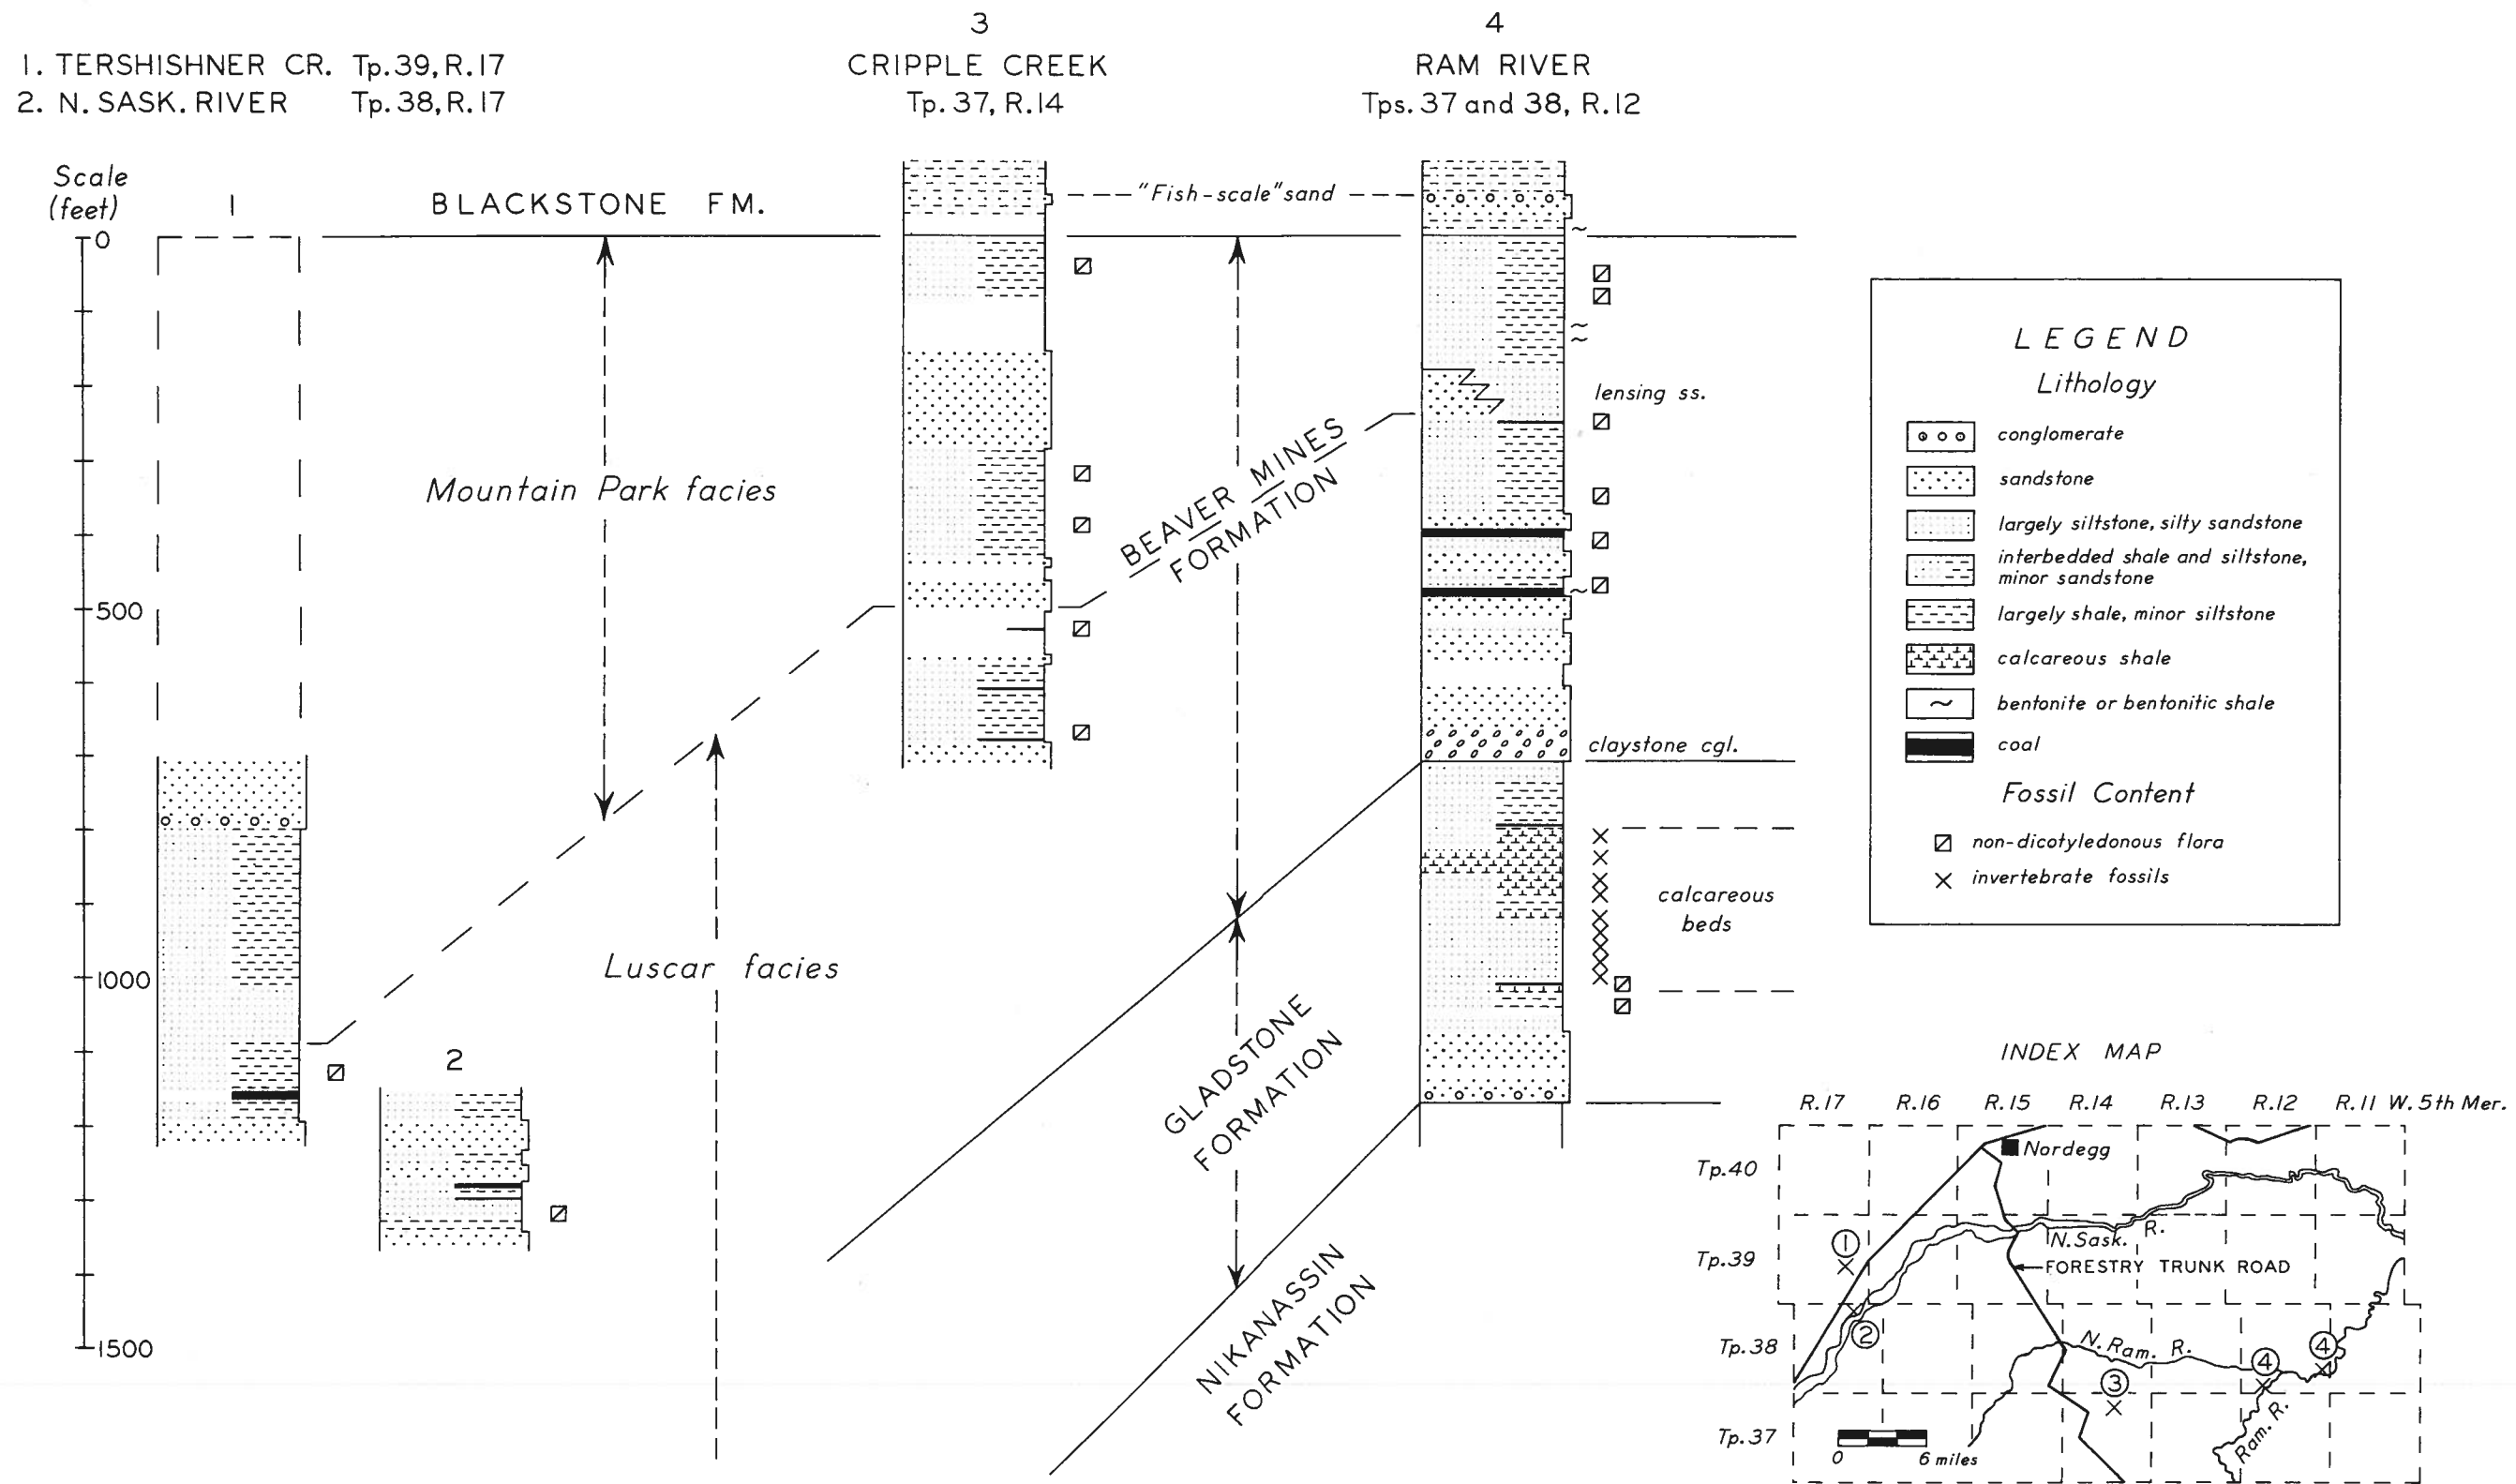 1. TERSHISHNER CR. Tp.39, R.17
2. N. SASK. RIVER Tp.38, R.17
3
CRIPPLE CREEK
Tp. 37, R.14
4
RAM RIVER
Tps. 37 and 38, R.12
Scale
(feet)
1
BLACKSTONE FM.
"Fish-scale" sand
0
500
1000
1500
Mountain Park facies
BEAVER MINES
FORMATION
lensing ss.
claystone cgl.
Luscar facies
calcareous
beds
2
GLADSTONE
FORMATION
NIKANASSIN
FORMATION
LEGEND
Lithology
conglomerate
sandstone
largely siltstone, silty sandstone
interbedded shale and siltstone,
minor sandstone
largely shale, minor siltstone
calcareous shale
bentonite or bentonitic shale
coal
Fossil Content
non-dicotyledonous flora
invertebrate fossils
INDEX MAP
R.17 R.16 R.15 R.14 R.13 R.12 R.11 W. 5th Mer.
Tp.40
Nordegg
N.Sask. R.
Tp.39
1
FORESTRY TRUNK ROAD
2
Tp.38
N. Ram. R.
4
4
3
Tp.37
Ram. R.
0 6 miles